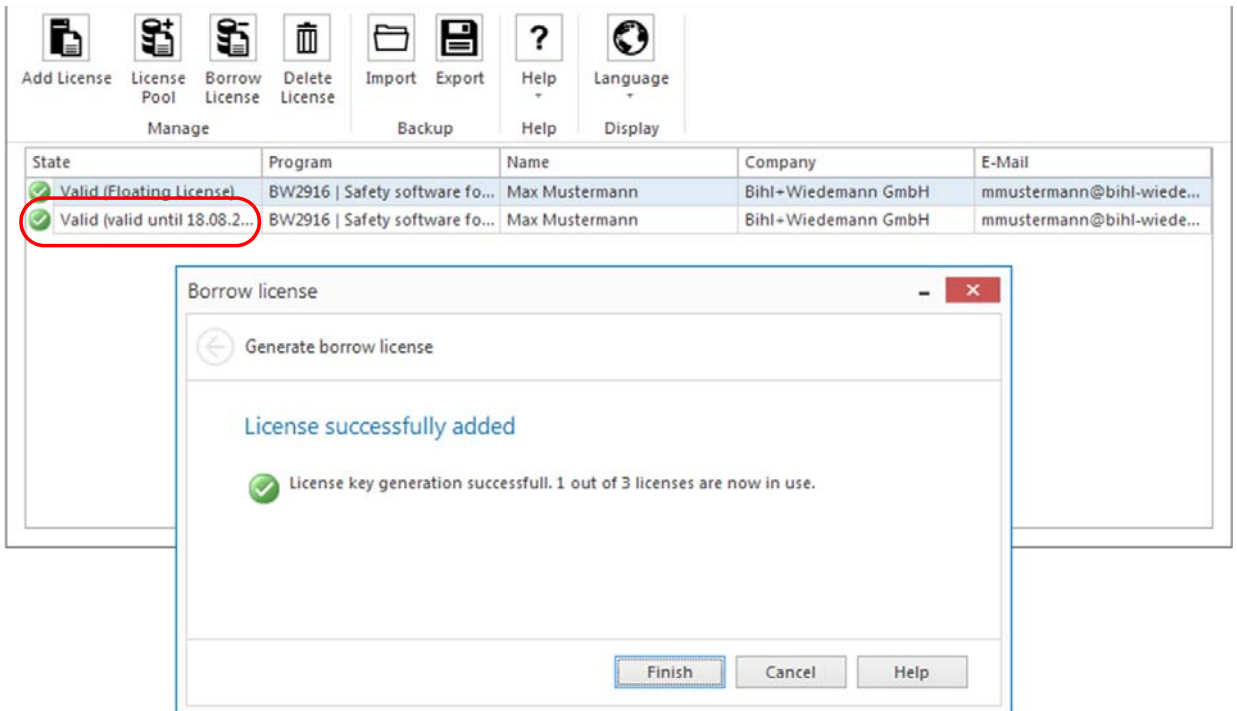 Add License License Borrow Delete Import Export Help Language
Pool License License
Manage Backup Help Display
State Program Name Company E-Mail
Valid (Floating License) BW2916 | Safety software fo... Max Mustermann Bihl+Wiedemann GmbH mmustermann@bihl-wiede...
Valid (valid until 18.08.2... BW2916 | Safety software fo... Max Mustermann Bihl+Wiedemann GmbH mmustermann@bihl-wiede...
Borrow license
Generate borrow license
License successfully added
License key generation successfull. 1 out of 3 licenses are now in use.
Finish Cancel Help